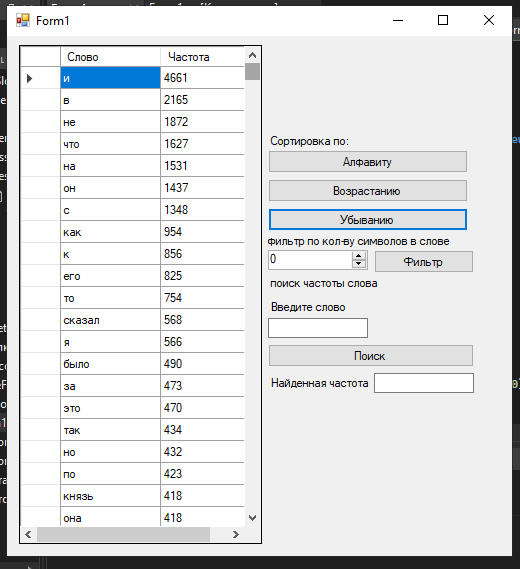 Form1
Слово Частота
и 4661
в 2165
не 1872
что 1627
на 1531
он 1437
с 1348
как 954
к 856
его 825
то 754
сказал 568
я 566
было 490
за 473
это 470
так 434
но 432
по 423
князь 418
она 418
Сортировка по:
Алфавиту
Возрастанию
Убыванию
фильтр по кол-ву символов в слове
0
Фильтр
поиск частоты слова
Введите слово
Поиск
Найденная частота